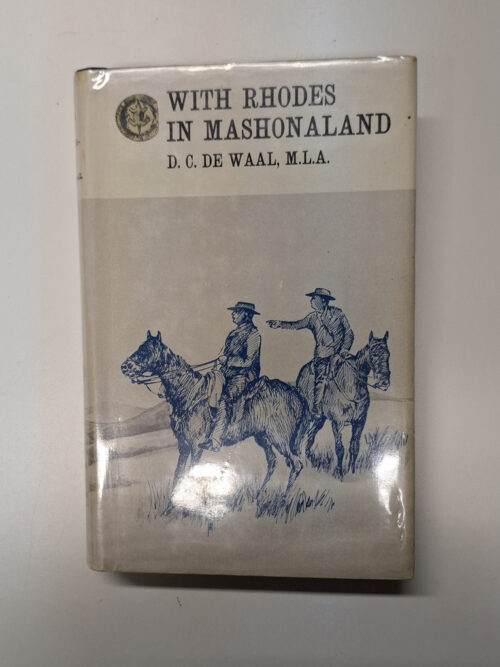 WITH RHODES
IN MASHONALAND
D. C. DE WAAL, M.L.A.